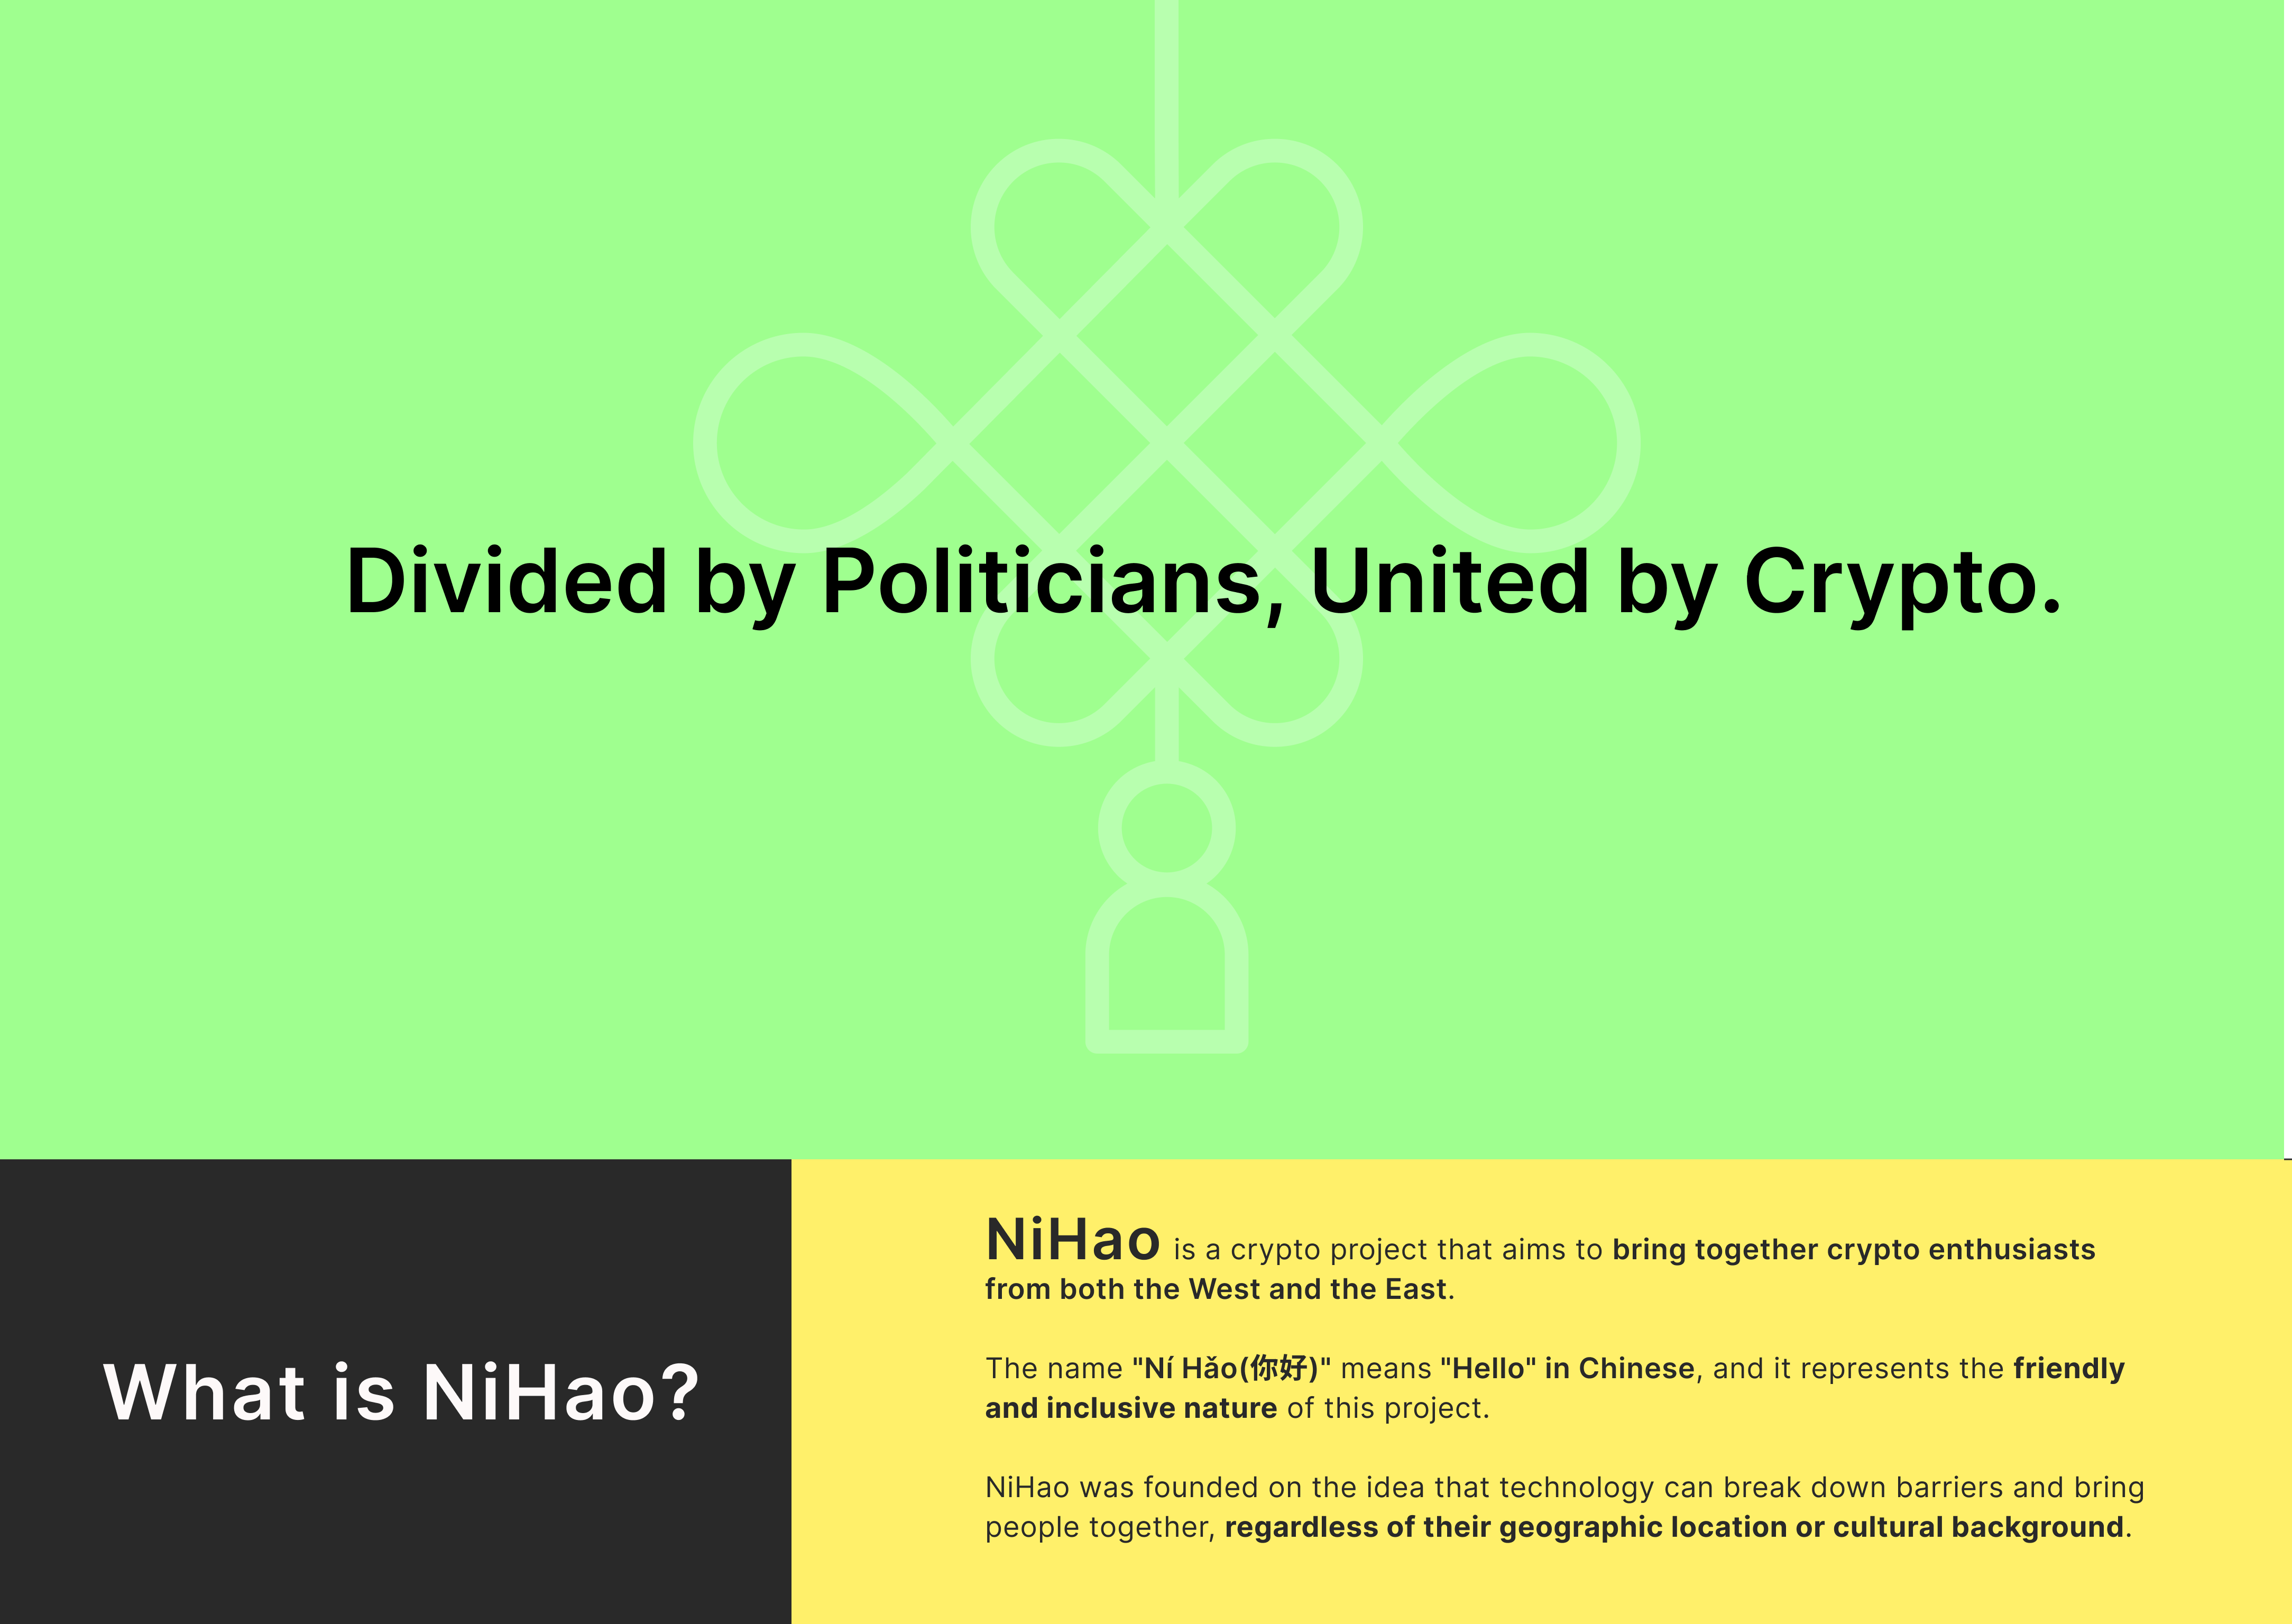 Divided by Politicians, United by Crypto.
What is NiHao?
NiHao is a crypto project that aims to bring together crypto enthusiasts
from both the West and the East.
The name "Ní Hǎo(你好)" means "Hello" in Chinese, and it represents the friendly
and inclusive nature of this project.
NiHao was founded on the idea that technology can break down barriers and bring
people together, regardless of their geographic location or cultural background.